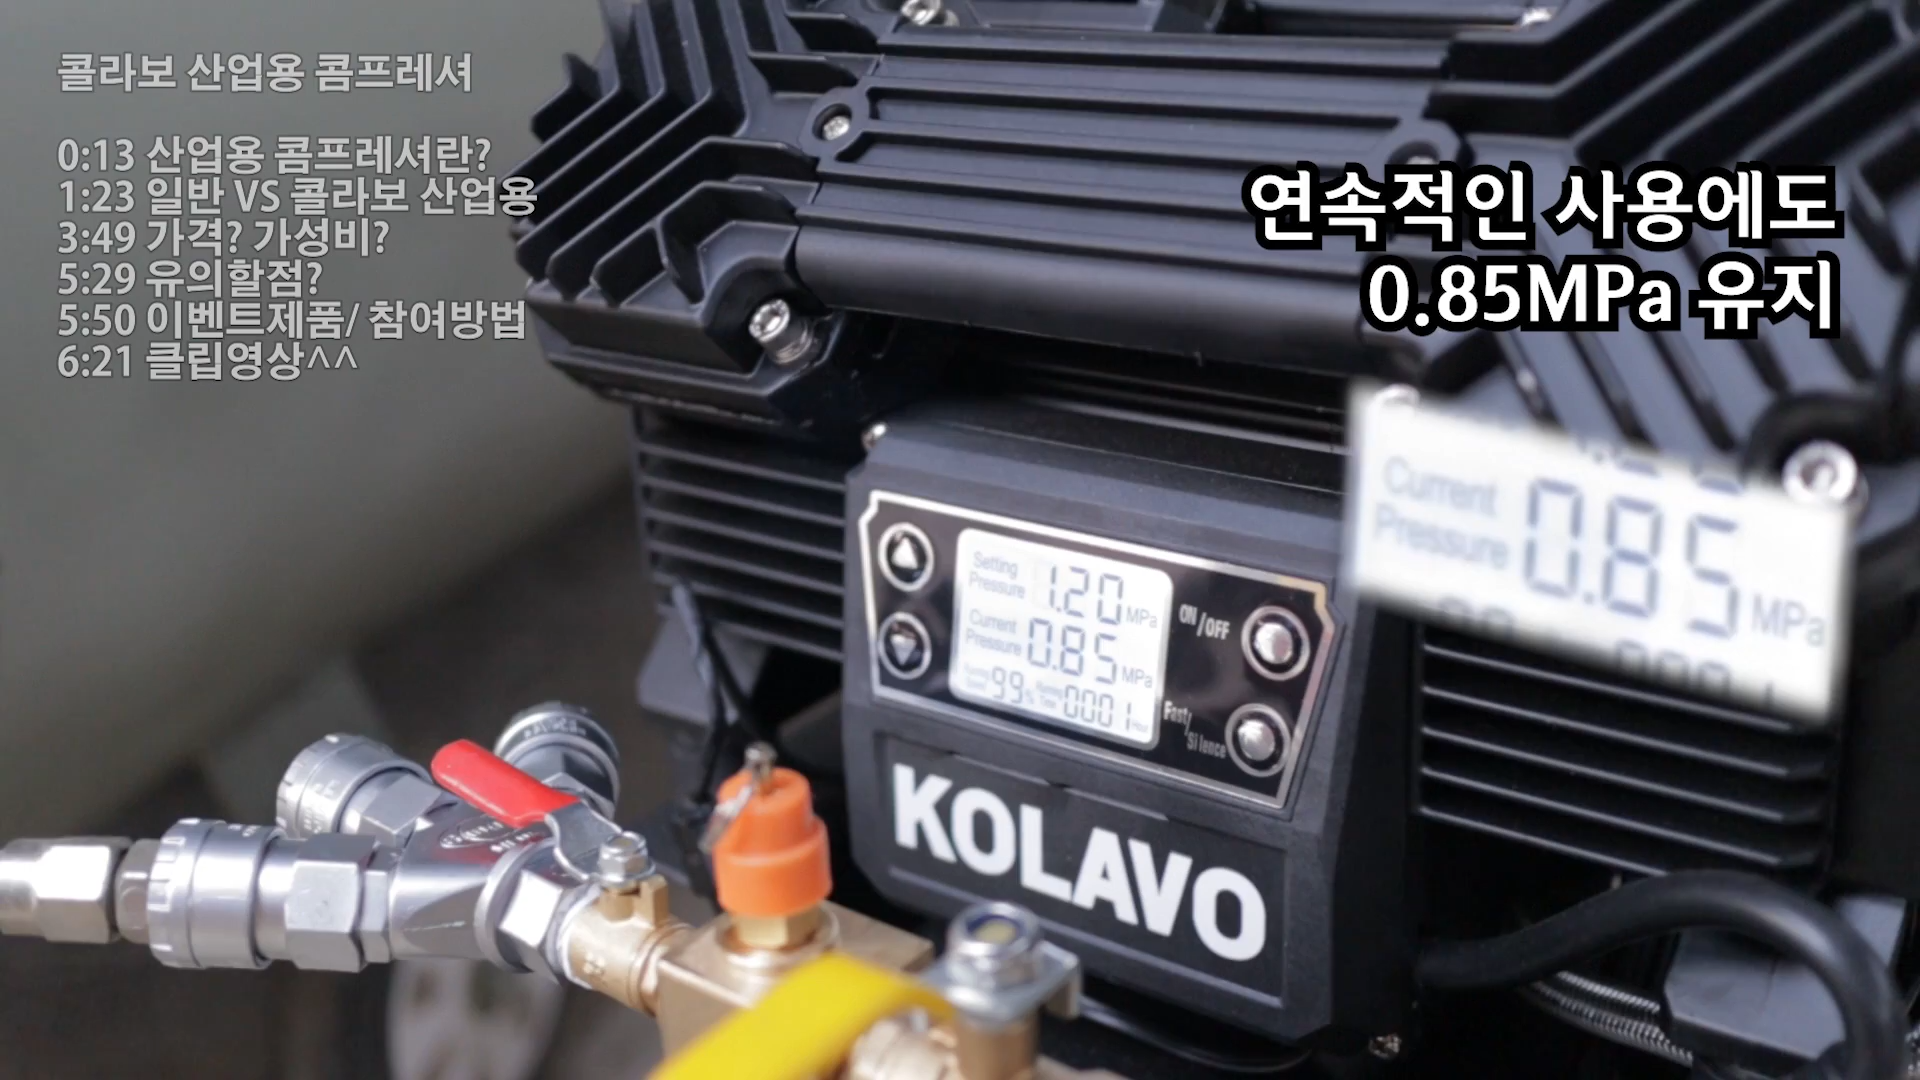 콜라보 산업용 콤프레셔
0:13 산업용 콤프레셔란?
1:23 일반 VS 콜라보 산업용
3:49 가격? 가성비?
5:29 유의할점?
5:50 이벤트제품/ 참여방법
6:21 클립영상^^
연속적인 사용에도
0.85MPa 유지
Current
Pressure 0.85 MPa
Setting
Pressure 1.20 MPa
Current
Pressure 0.85 MPa
Running
Speed 99 % Running
Time 0001 Hour
ON/OFF
Fast/
Silence
KOLAVO